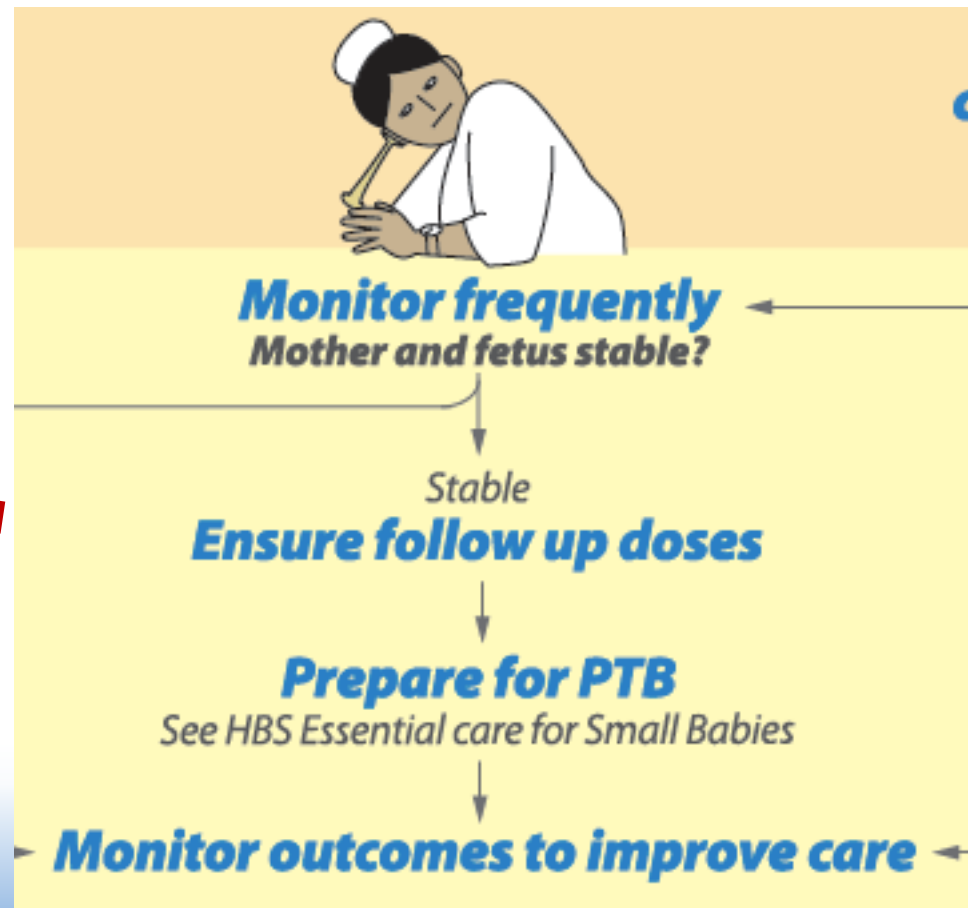 Monitor frequently
Mother and fetus stable?
Stable
Ensure follow up doses
Prepare for PTB
See HBS Essential care for Small Babies
Monitor outcomes to improve care